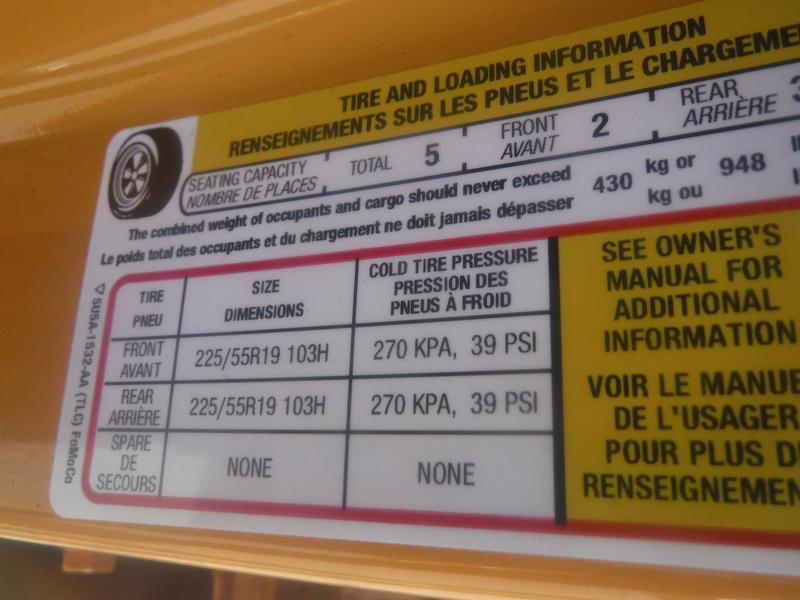 TIRE AND LOADING INFORMATION
RENSEIGNEMENTS SUR LES PNEUS ET LE CHARGEME
SEATING CAPACITY
NOMBRE DE PLACES
TOTAL 5
FRONT
AVANT
2
REAR
ARRIÈRE
The combined weight of occupants and cargo should never exceed
Le poids total des occupants et du chargement ne doit jamais dépasser
430
kg or
kg ou
948
TIRE
PNEU
SIZE
DIMENSIONS
COLD TIRE PRESSURE
PRESSION DES
PNEUS À FROID
FRONT
AVANT
225/55R19 103H
270 KPA, 39 PSI
REAR
ARRIÈRE
225/55R19 103H
270 KPA, 39 PSI
SPARE
DE
SECOURS
NONE
NONE
SEE OWNER'S
MANUAL FOR
ADDITIONAL
INFORMATION
VOIR LE MANUE
DE L'USAGER
POUR PLUS D
RENSEIGNEMEN
5U5A-1532-AA (TLC) FoMoCo